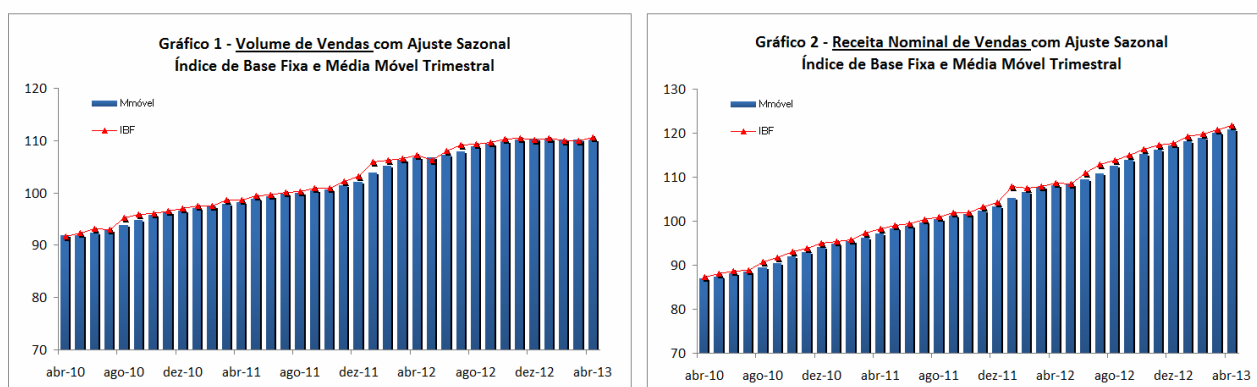 Gráfico 1 - Volume de Vendas com Ajuste Sazonal
Índice de Base Fixa e Média Móvel Trimestral
120
110
100
90
80
70
Mmóvel
IBF
abr-10 ago-10 dez-10 abr-11 ago-11 dez-11 abr-12 ago-12 dez-12 abr-13
Gráfico 2 - Receita Nominal de Vendas com Ajuste Sazonal
Índice de Base Fixa e Média Móvel Trimestral
130
120
110
100
90
80
70
Mmóvel
IBF
abr-10 ago-10 dez-10 abr-11 ago-11 dez-11 abr-12 ago-12 dez-12 abr-13